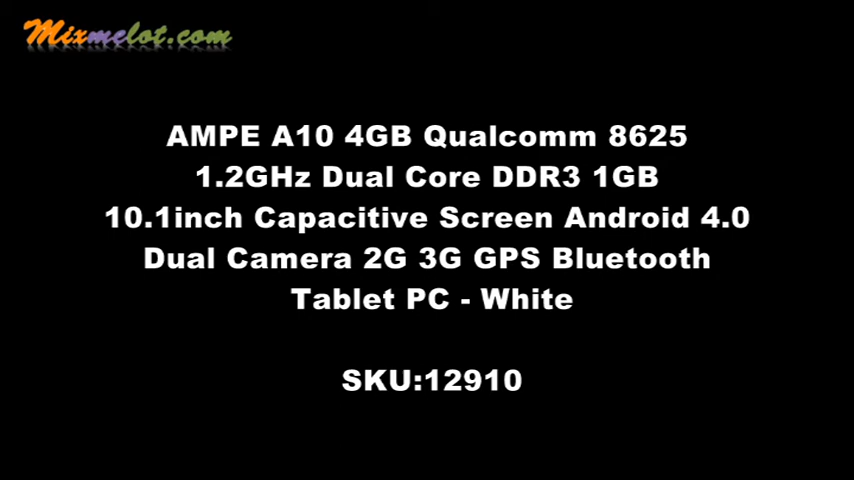 Mixmelot.com
AMPE A10 4GB Qualcomm 8625
1.2GHz Dual Core DDR3 1GB
10.1inch Capacitive Screen Android 4.0
Dual Camera 2G 3G GPS Bluetooth
Tablet PC - White
SKU:12910